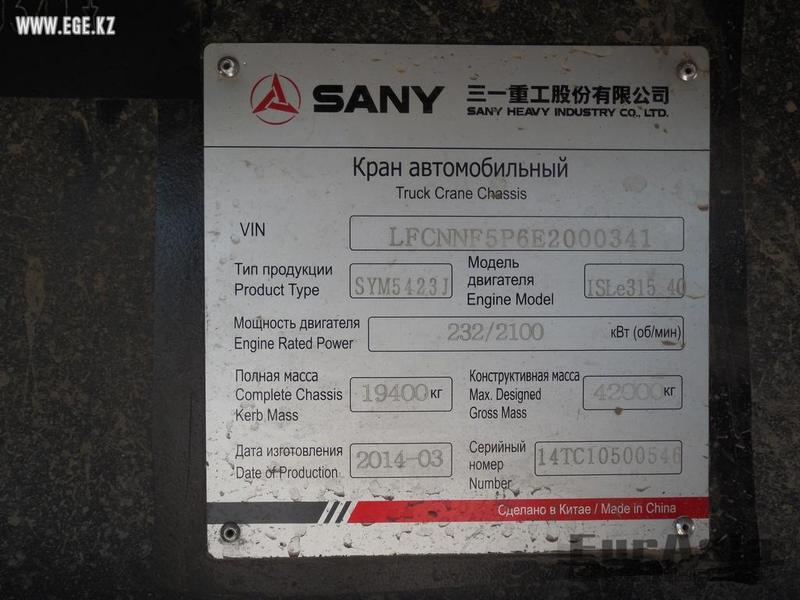 WWW.EGE.KZ
SANY 三一重工股份有限公司
SANY HEAVY INDUSTRY CO., LTD.
Кран автомобильный
Truck Crane Chassis
VIN LFCNNF5P6E2000341
Тип продукции
Product Type SYM5423J
Модель
двигателя
Engine Model ISLe315 40
Мощность двигателя
Engine Rated Power 232/2100 кВт (об/мин)
Полная масса
Complete Chassis
Kerb Mass 19400 кг
Конструктивная масса
Max. Designed
Gross Mass 42000 кг
Дата изготовления
Date of Production 2014-03
Серийный
номер
Number 14TC10500546
Сделано в Китае / Made in China
EurAsia